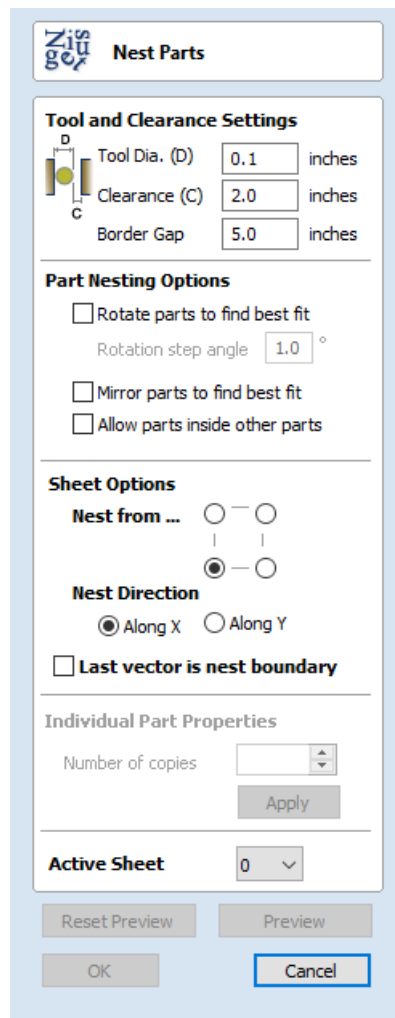 Zigsuzex
Nest Parts
Tool and Clearance Settings
D
Tool Dia. (D) 0.1 inches
Clearance (C) 2.0 inches
C
Border Gap 5.0 inches
Part Nesting Options
Rotate parts to find best fit
Rotation step angle 1.0 °
Mirror parts to find best fit
Allow parts inside other parts
Sheet Options
Nest from ...
Nest Direction
Along X Along Y
Last vector is nest boundary
Individual Part Properties
Number of copies
Apply
Active Sheet 0
Reset Preview Preview
OK Cancel